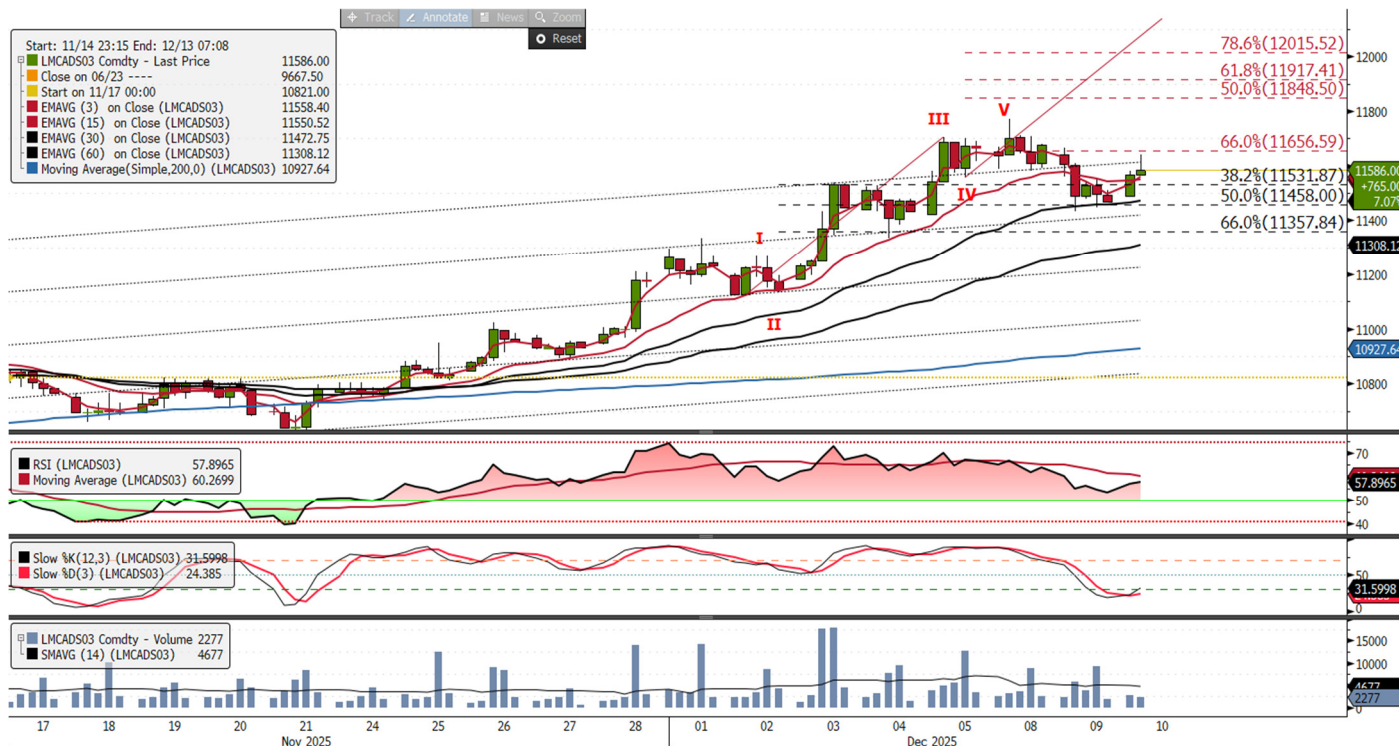 Track Annotate News Zoom
Reset
Start: 11/14 23:15 End: 12/13 07:08
LMCADS03 Comdty - Last Price 11586.00
Close on 06/23 ---- 9667.50
Start on 11/17 00:00 10821.00
EMAVG (3) on Close (LMCADS03) 11558.40
EMAVG (15) on Close (LMCADS03) 11550.52
EMAVG (30) on Close (LMCADS03) 11472.75
EMAVG (60) on Close (LMCADS03) 11308.12
Moving Average(Simple,200,0) (LMCADS03) 10927.64
78.6%(12015.52)
61.8%(11917.41)
50.0%(11848.50)
66.0%(11656.59)
38.2%(11531.87)
50.0%(11458.00)
66.0%(11357.84)
I
II
III
IV
V
12000
11800
11586.00
+765.00
7.07%
11400
11308.12
11200
11000
10927.64
10800
RSI (LMCADS03) 57.8965
Moving Average (LMCADS03) 60.2699
70
57.8965
50
40
Slow %K(12,3) (LMCADS03) 31.5998
Slow %D(3) (LMCADS03) 24.385
50
31.5998
0
LMCADS03 Comdty - Volume 2277
SMAVG (14) (LMCADS03) 4677
15000
10000
4677
2277
0
17 18 19 20 21 24 25 26 27 28 01 02 03 04 05 08 09 10
Nov 2025 Dec 2025